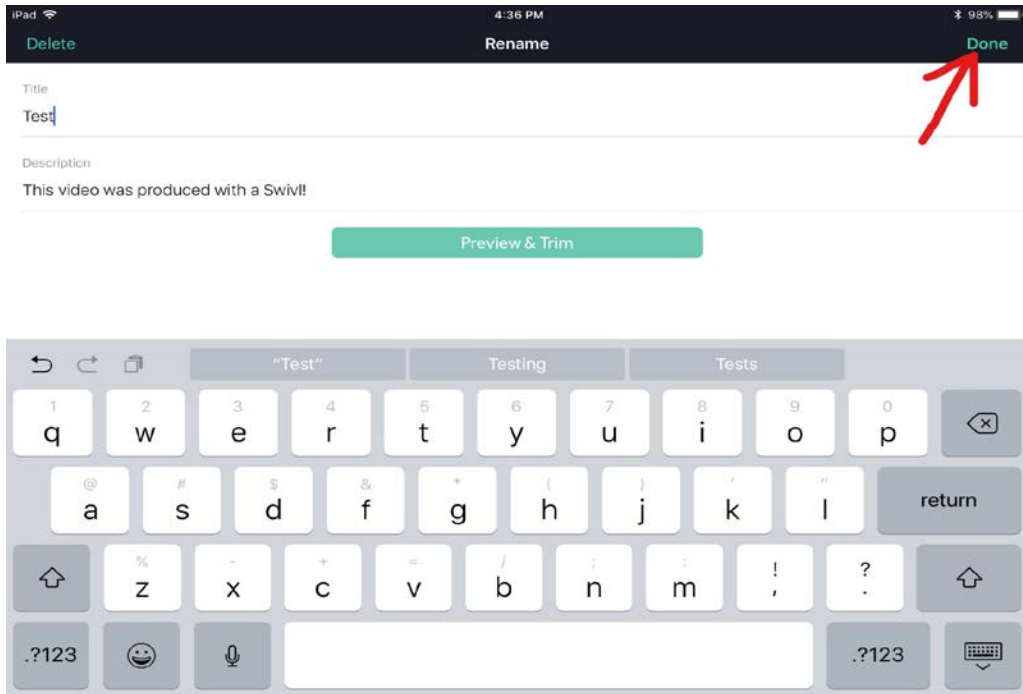 iPad 4:36 PM 98%
Delete Rename Done
Title
Test
Description
This video was produced with a Swivl!
Preview & Trim
"Test" Testing Tests
1 2 3 4 5 6 7 8 9 0
q w e r t y u i o p
@ # $ & * ( ) ' "
a s d f g h j k l return
% - + = / ; : ! ?
z x c v b n m , .
.?123 .?123